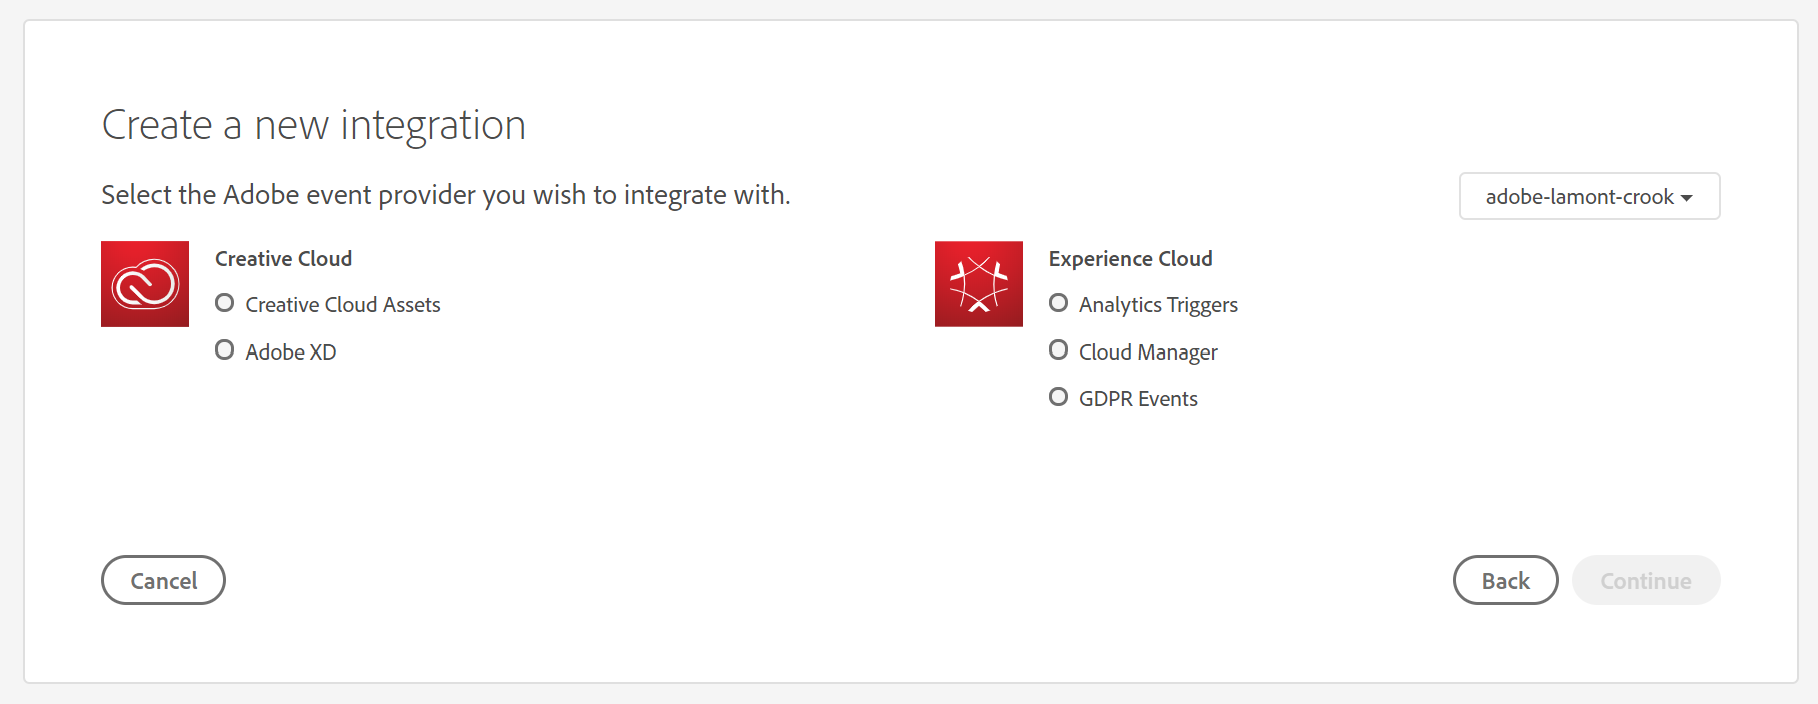 Create a new integration
Select the Adobe event provider you wish to integrate with.
adobe-lamont-crook
Creative Cloud
Creative Cloud Assets
Adobe XD
Experience Cloud
Analytics Triggers
Cloud Manager
GDPR Events
Cancel
Back
Continue